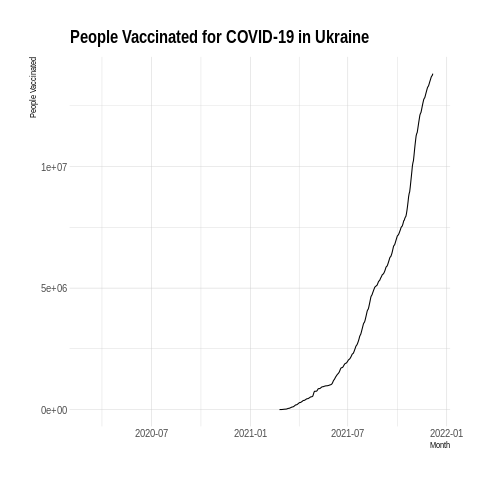 People Vaccinated for COVID-19 in Ukraine
People Vaccinated
1e+07
5e+06
0e+00
2020-07 2021-01 2021-07 2022-01
Month